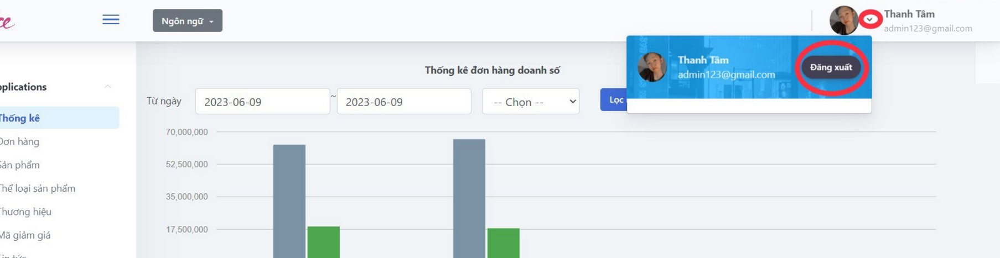 ce
Ngôn ngữ
Thanh Tâm
admin123@gmail.com
Thanh Tâm
admin123@gmail.com
Đăng xuất
Thống kê đơn hàng doanh số
Từ ngày
2023-06-09
~
2023-06-09
-- Chọn --
Lọc
pplications
Thống kê
Đơn hàng
Sản phẩm
Thể loại sản phẩm
Thương hiệu
Mã giảm giá
Tin tức
70,000,000
52,500,000
35,000,000
17,500,000